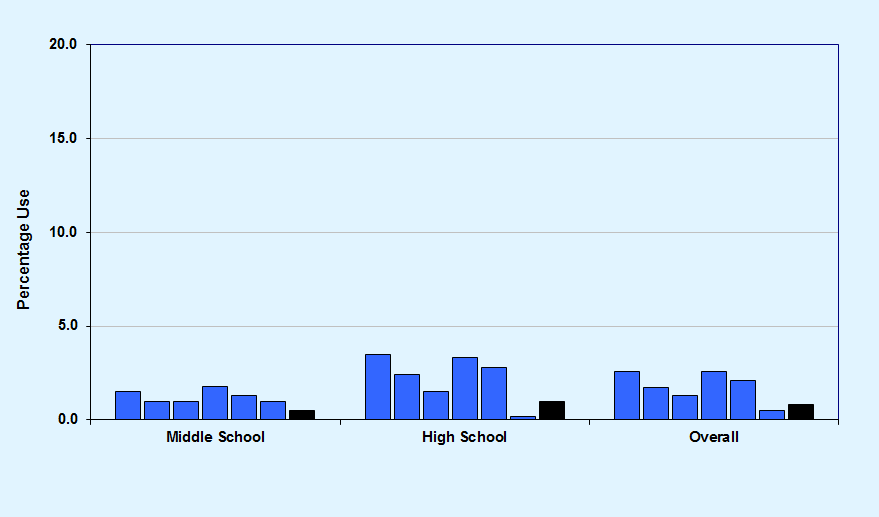 20.0
15.0
10.0
5.0
0.0
Percentage Use
Middle School
High School
Overall